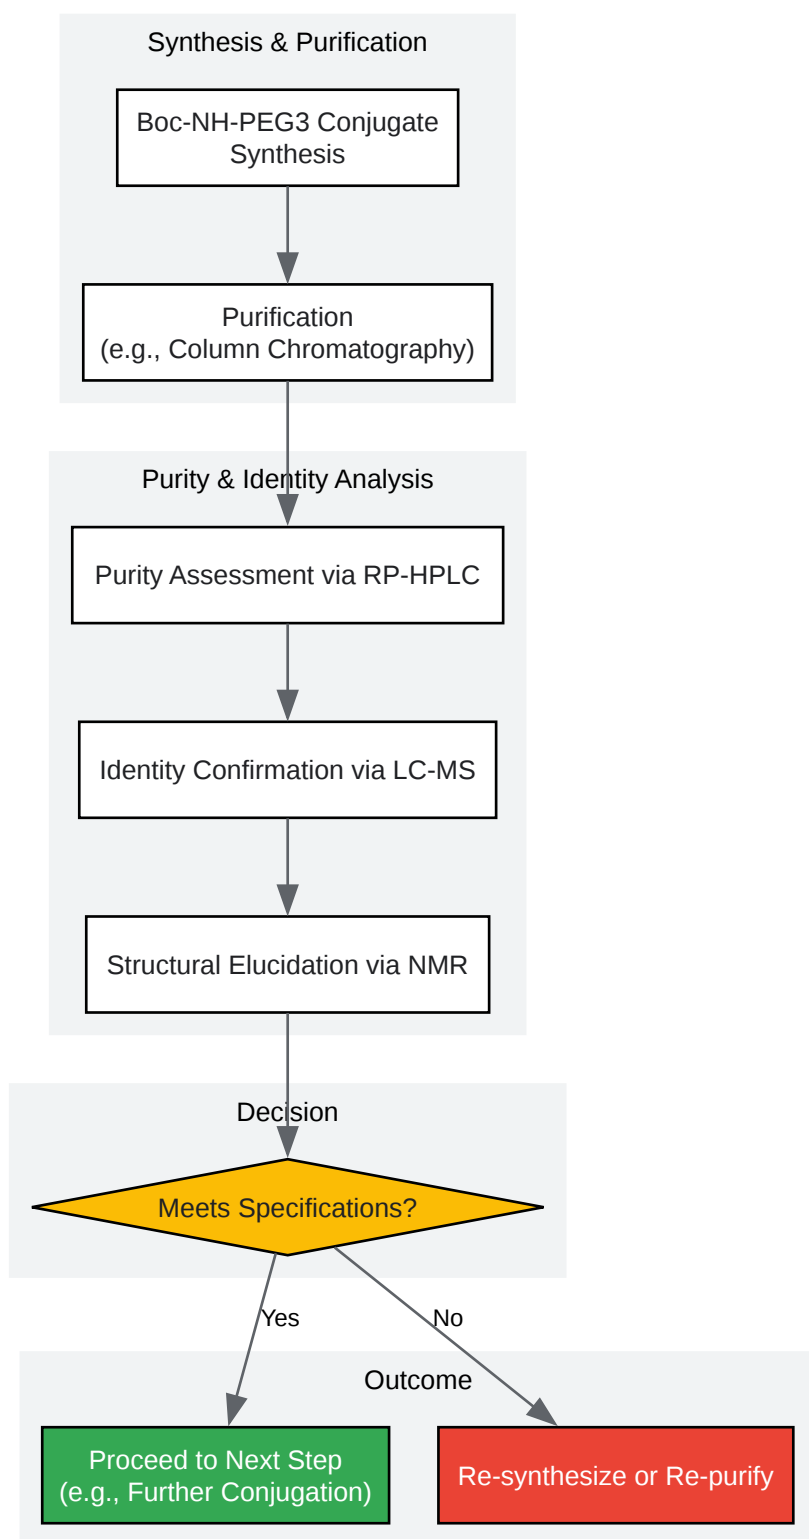 Synthesis & Purification
Boc-NH-PEG3 Conjugate
Synthesis
Purification
(e.g., Column Chromatography)
Purity & Identity Analysis
Purity Assessment via RP-HPLC
Identity Confirmation via LC-MS
Structural Elucidation via NMR
Decision
Meets Specifications?
Yes
No
Outcome
Proceed to Next Step
(e.g., Further Conjugation)
Re-synthesize or Re-purify